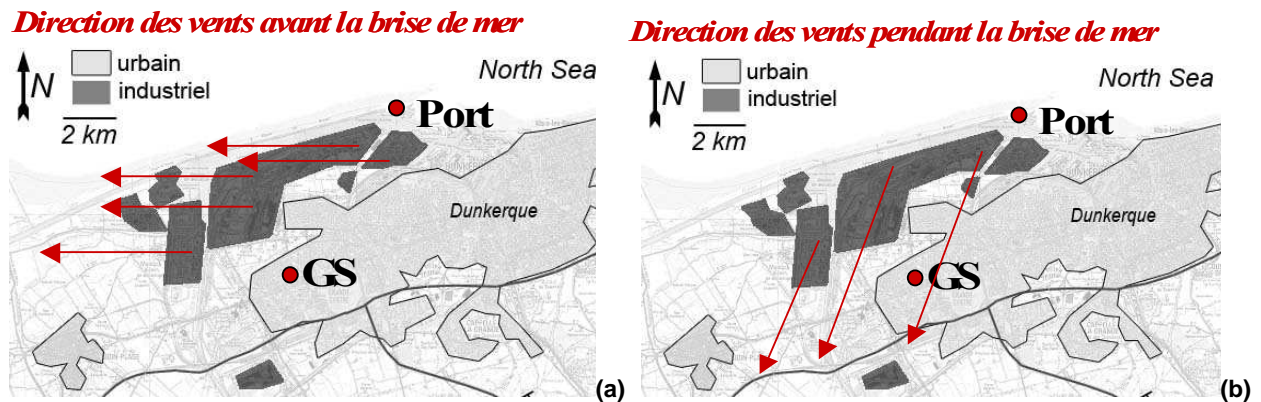 Direction des vents avant la brise de mer
N
urbain
industriel
2 km
North Sea
Port
Dunkerque
GS
(a)
Direction des vents pendant la brise de mer
N
urbain
industriel
2 km
North Sea
Port
Dunkerque
GS
(b)